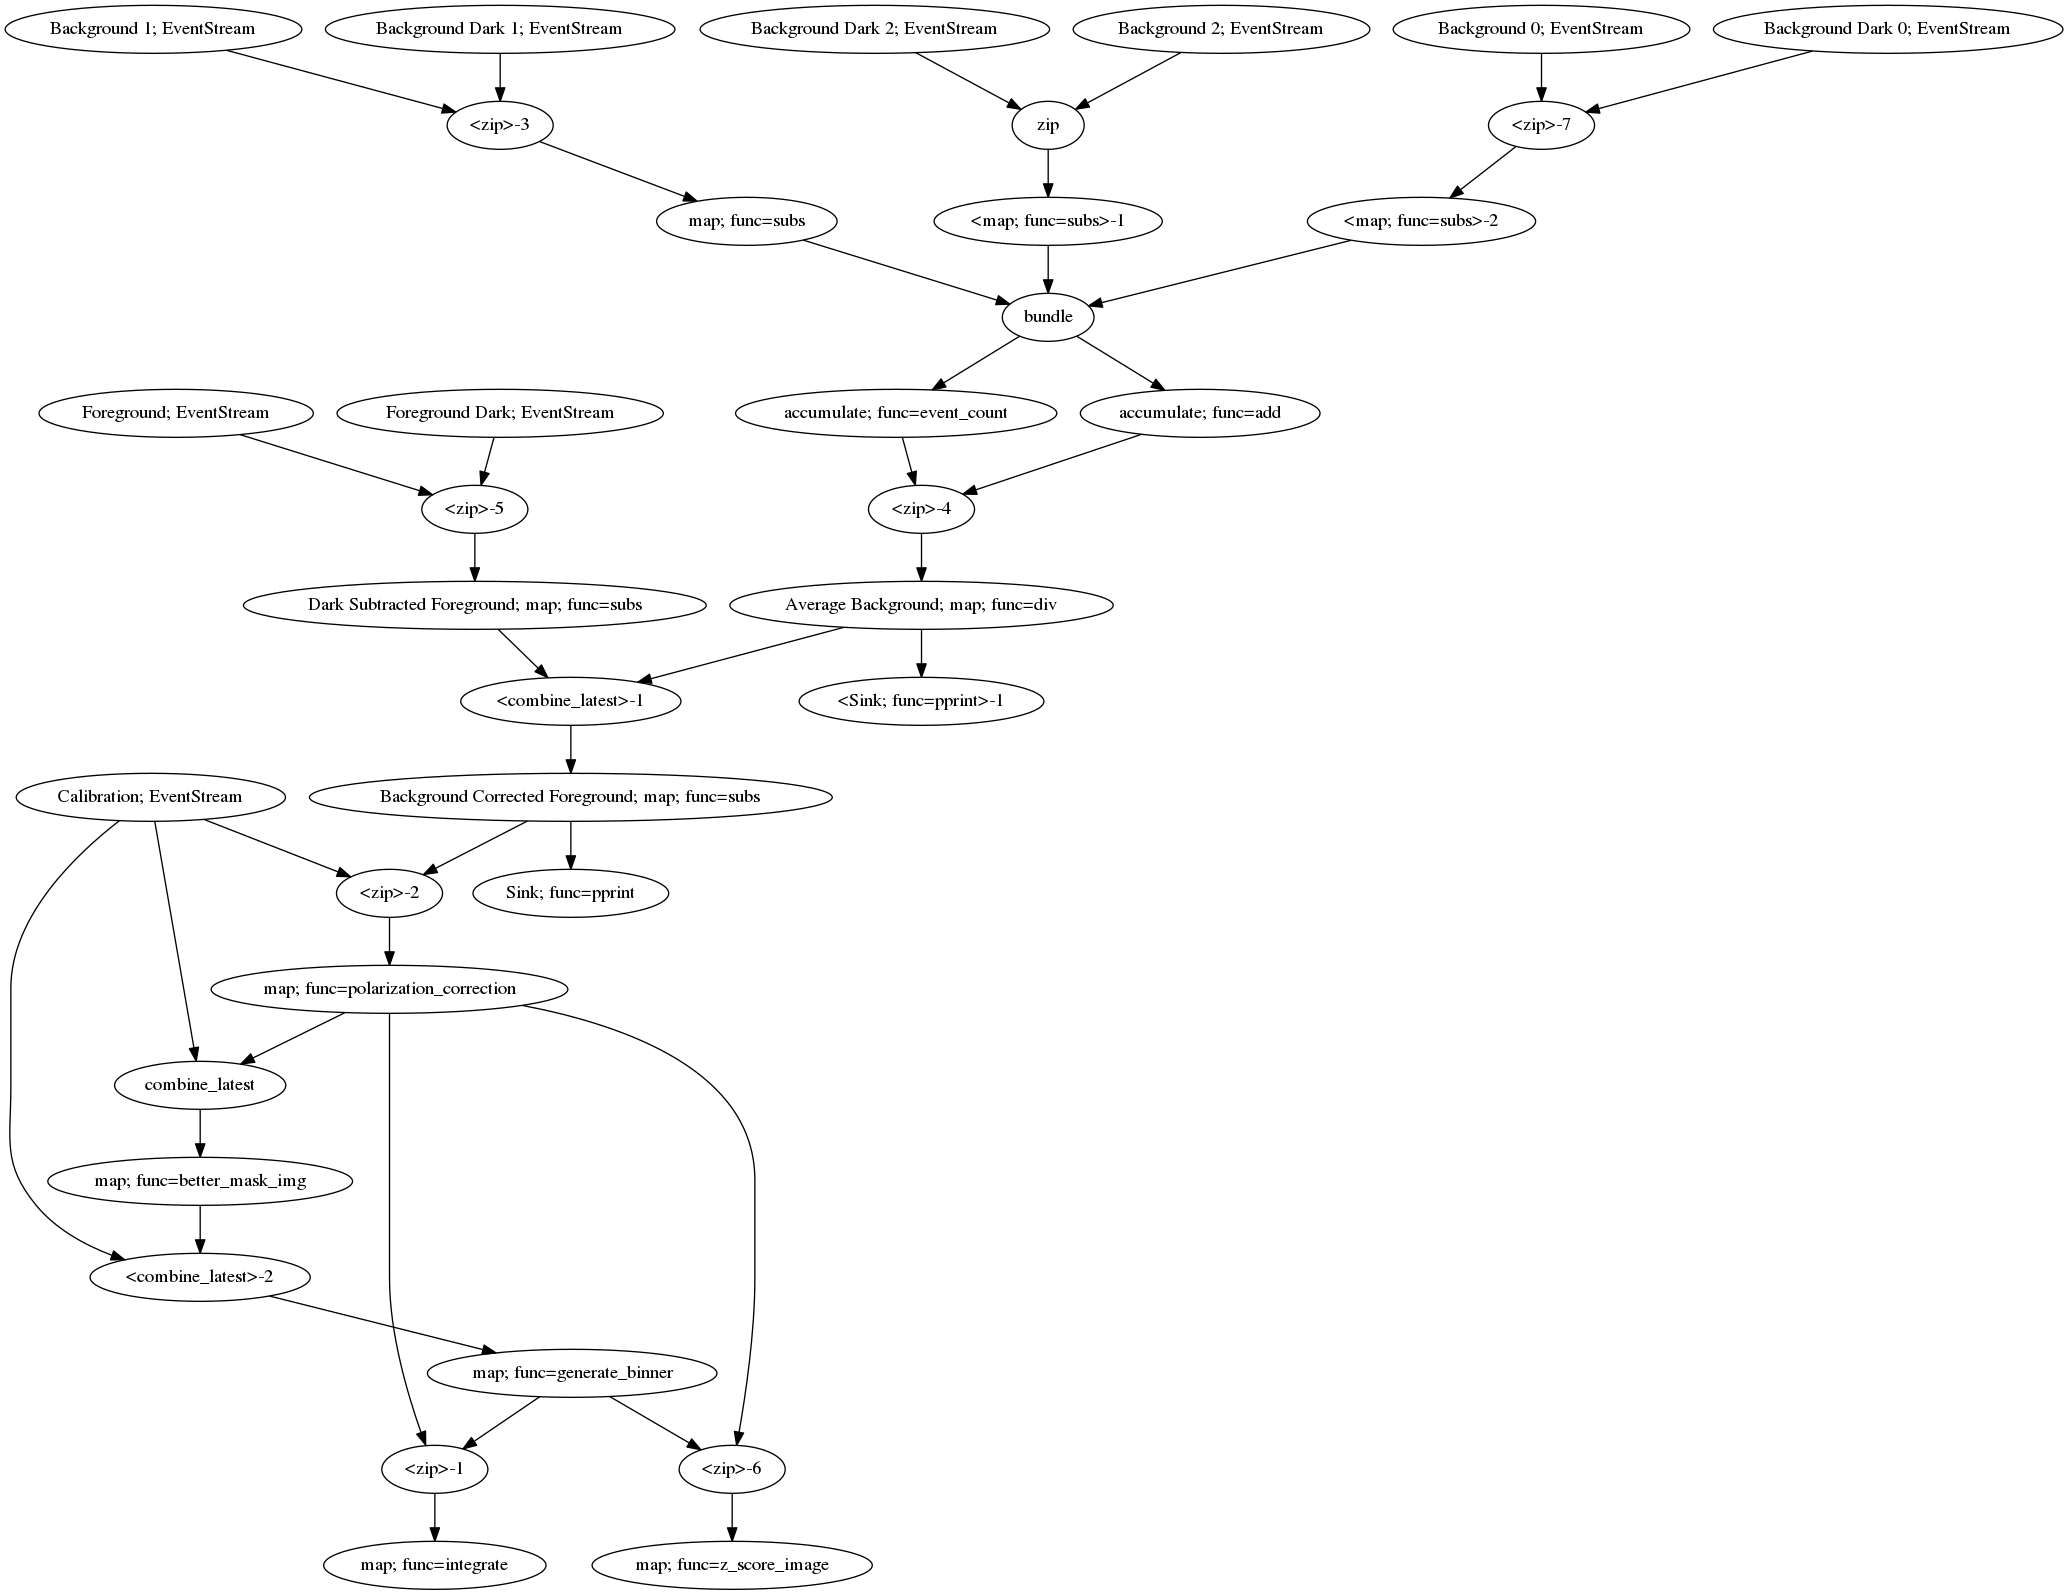 Background 1; EventStream
Background Dark 1; EventStream
Background Dark 2; EventStream
Background 2; EventStream
Background 0; EventStream
Background Dark 0; EventStream
<zip>-3
zip
<zip>-7
map; func=subs
<map; func=subs>-1
<map; func=subs>-2
bundle
Foreground; EventStream
Foreground Dark; EventStream
accumulate; func=event_count
accumulate; func=add
<zip>-5
<zip>-4
Dark Subtracted Foreground; map; func=subs
Average Background; map; func=div
<combine_latest>-1
<Sink; func=pprint>-1
Calibration; EventStream
Background Corrected Foreground; map; func=subs
<zip>-2
Sink; func=pprint
map; func=polarization_correction
combine_latest
map; func=better_mask_img
<combine_latest>-2
map; func=generate_binner
<zip>-1
<zip>-6
map; func=integrate
map; func=z_score_image